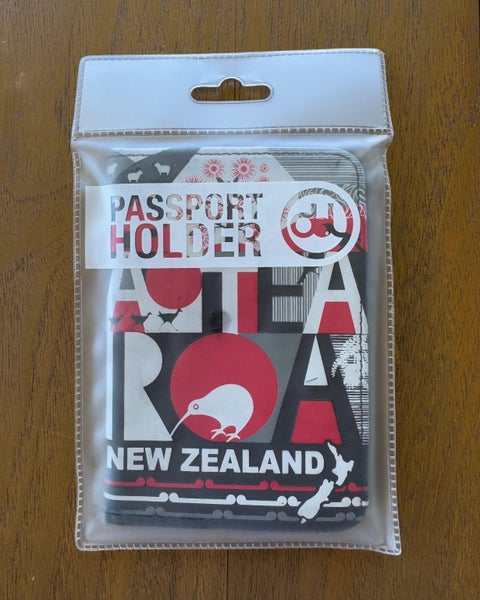 PASSPORT
HOLDER
AOTEA
ROA
NEW ZEALAND